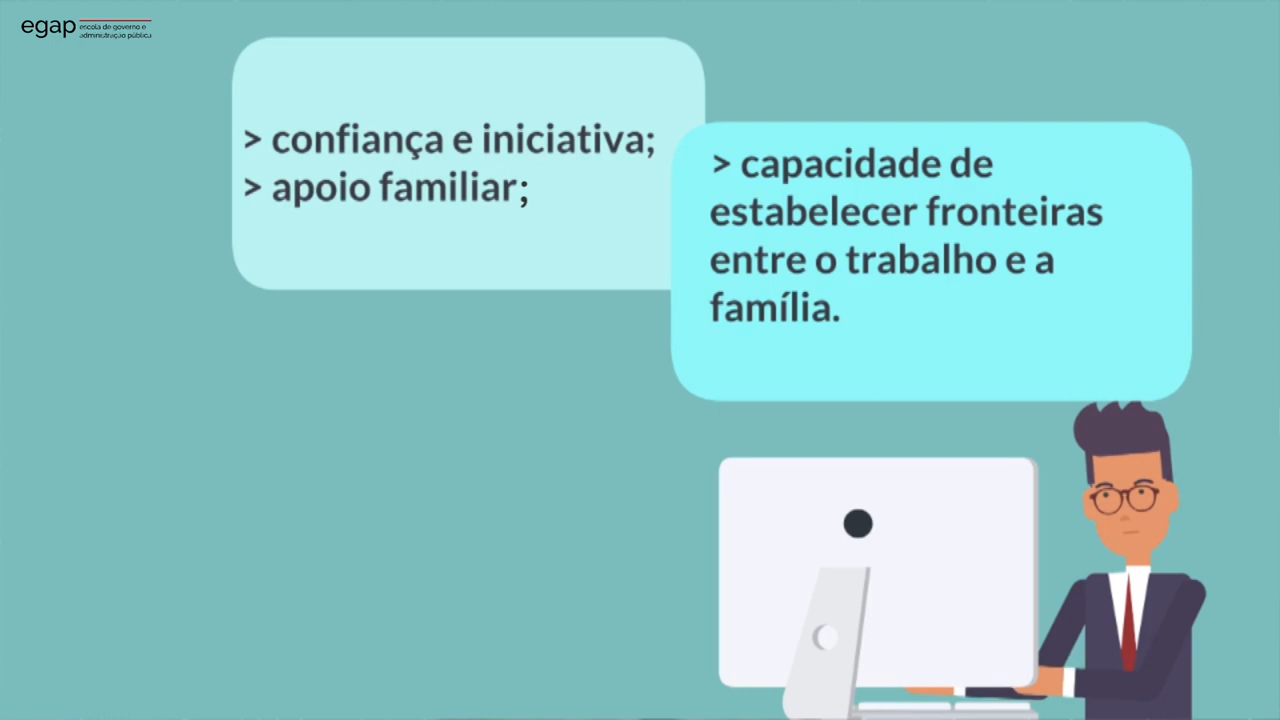 egap
escola de governo e
administração pública
> confiança e iniciativa;
> apoio familiar;
> capacidade de
estabelecer fronteiras
entre o trabalho e a
família.